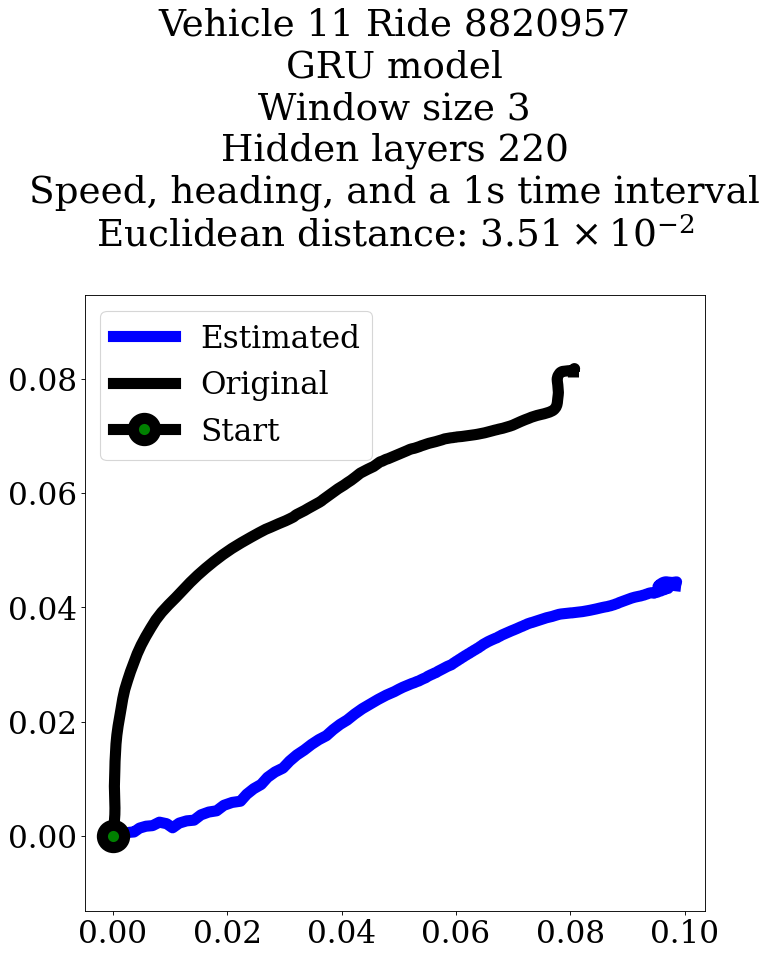 Vehicle 11 Ride 8820957
GRU model
Window size 3
Hidden layers 220
Speed, heading, and a 1s time interval
Euclidean distance: 3.51 × 10⁻²
Estimated
Original
Start
0.08
0.06
0.04
0.02
0.00
0.00 0.02 0.04 0.06 0.08 0.10